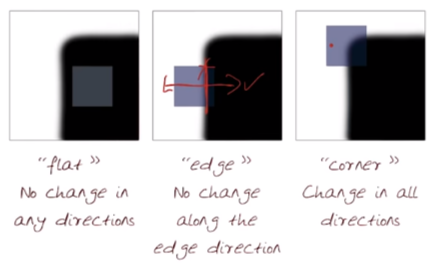 "flat"
No change in
any directions
"edge"
No change
along the
edge direction
"corner"
Change in all
directions